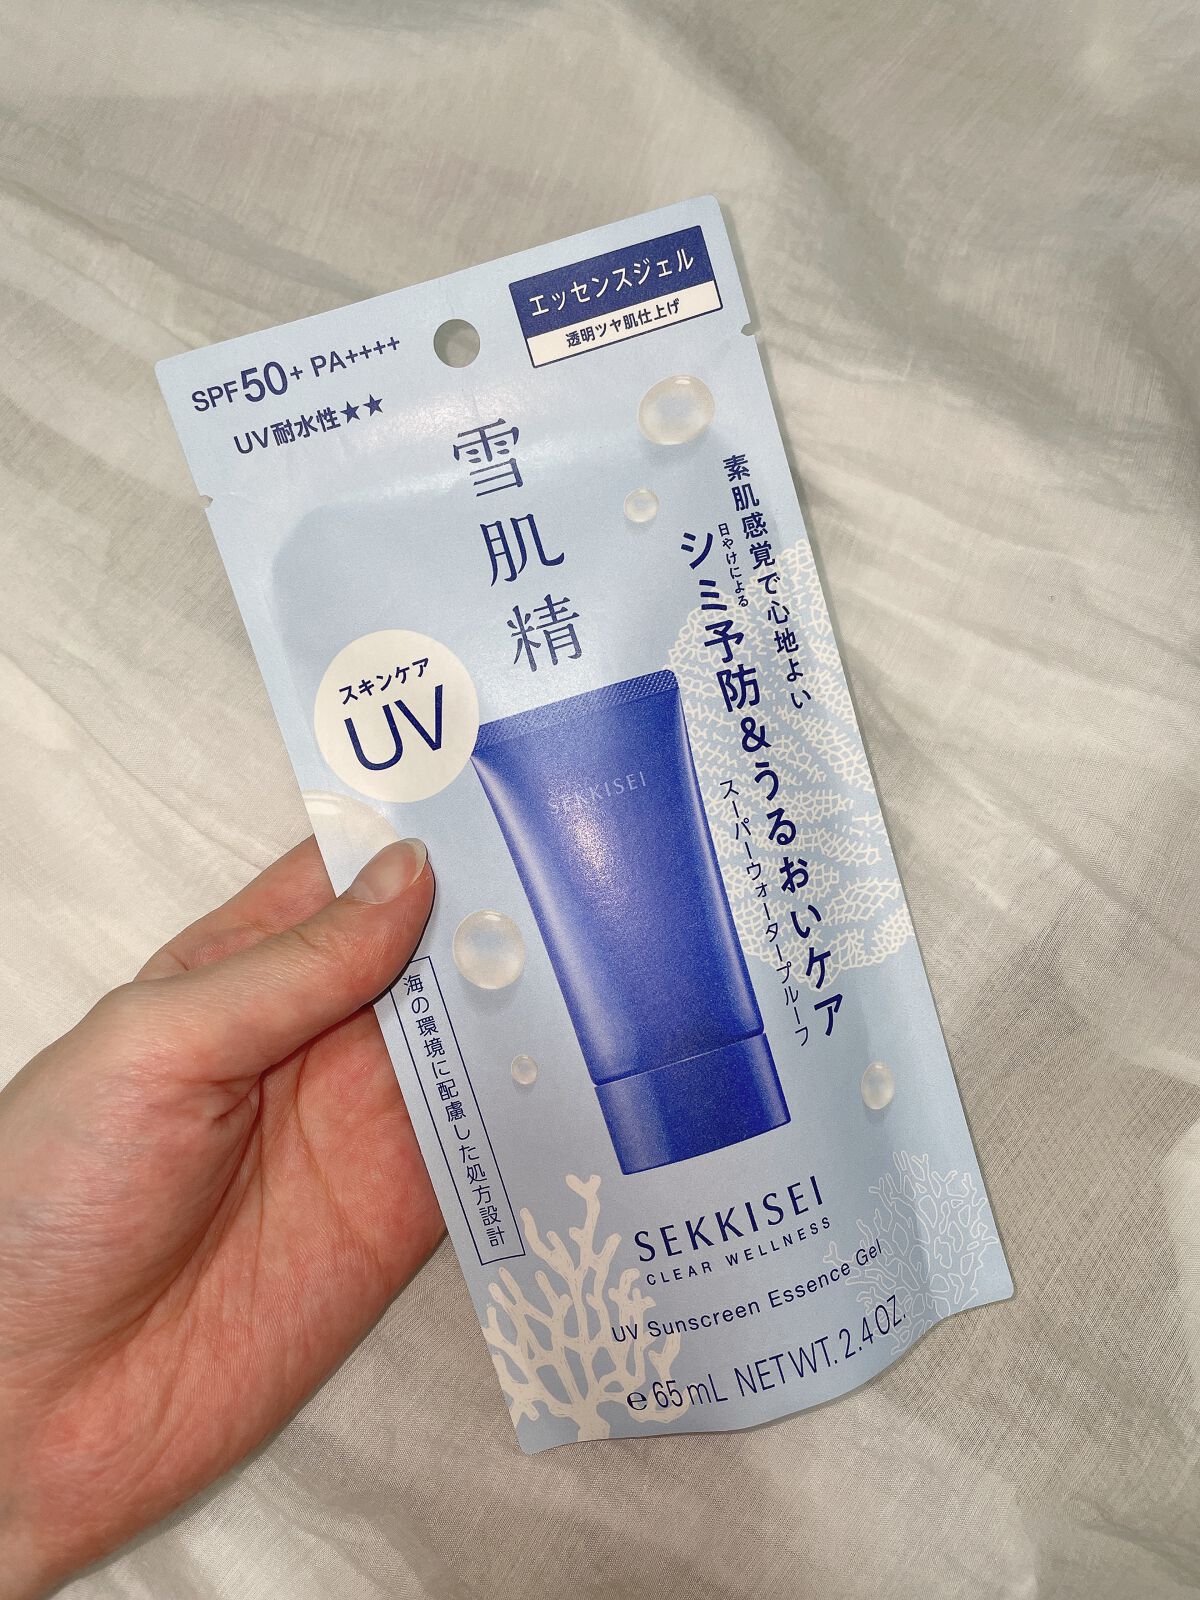 エッセンスジェル
透明ツヤ肌仕上げ
SPF50+ PA++++
UV耐水性★★
雪肌精
素肌感覚で心地よい
日やけによる
シミ予防&うるおいケア
スーパーウォータープルーフ
スキンケア
UV
SEKKISEI
海の環境に配慮した処方設計
SEKKISEI
CLEAR WELLNESS
UV Sunscreen Essence Gel
℮65mL NET WT. 2.4 OZ.